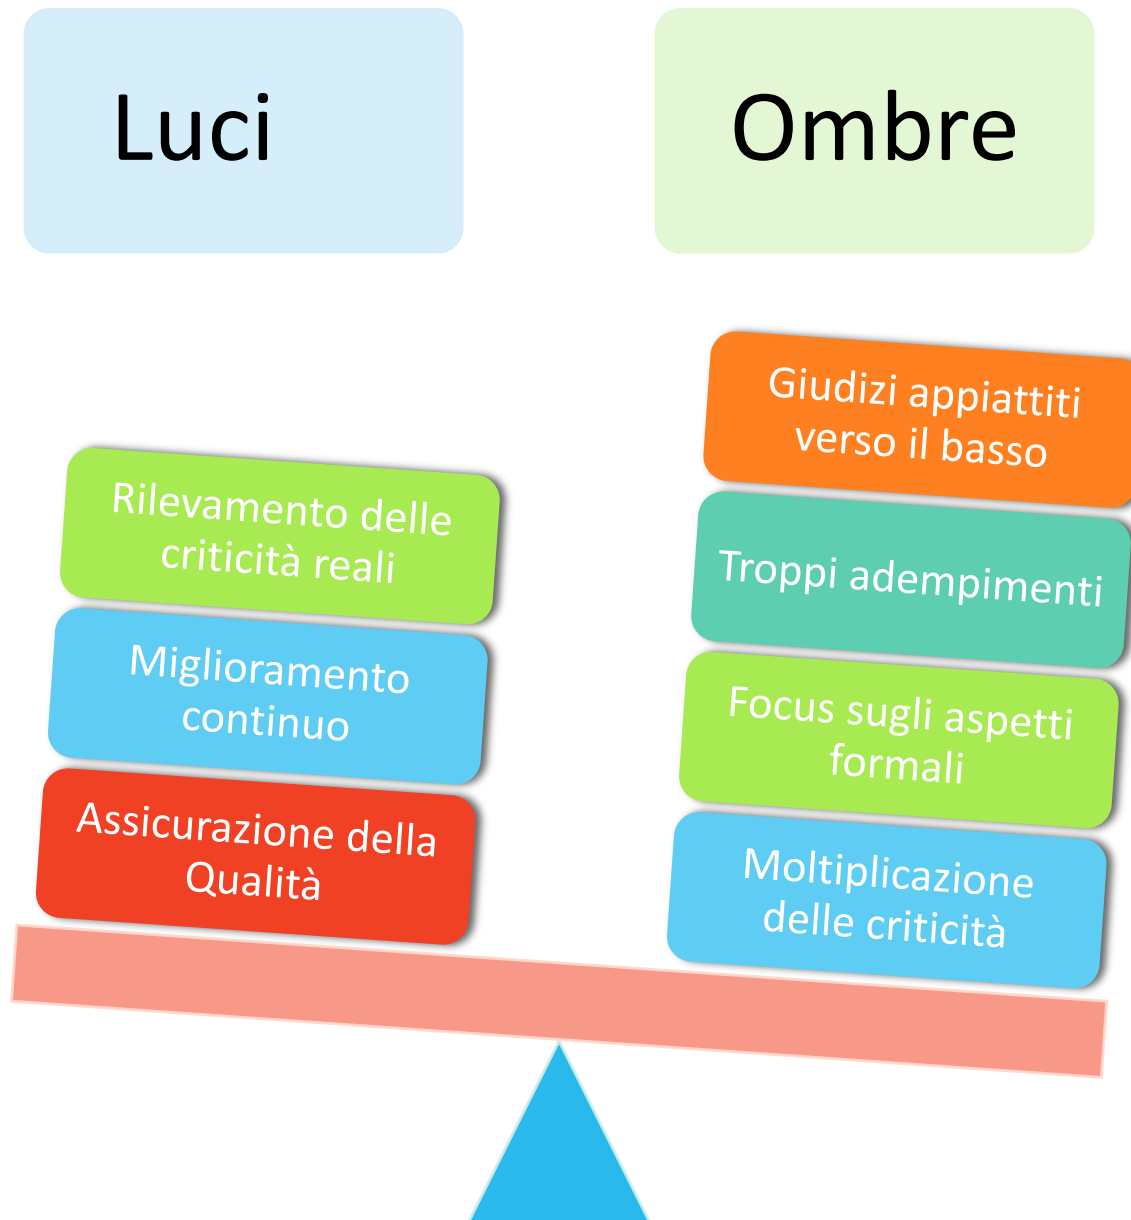 Luci
Ombre
Rilevamento delle
criticità reali
Miglioramento
continuo
Assicurazione della
Qualità
Giudizi appiattiti
verso il basso
Troppi adempimenti
Focus sugli aspetti
formali
Moltiplicazione
delle criticità